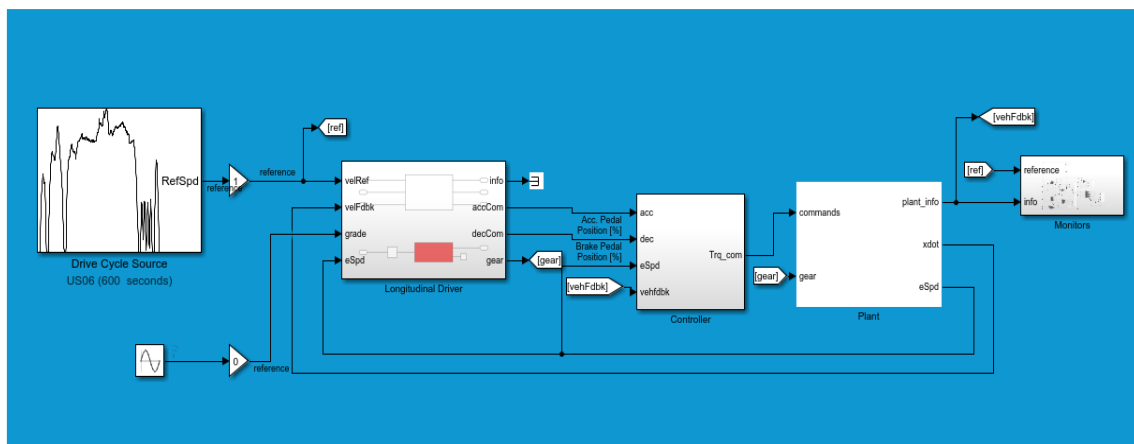 RefSpd
Drive Cycle Source
US06 (600 seconds)
1
reference
reference
[ref]
velRef
velFdbk
grade
eSpd
info
accCom
decCom
gear
Longitudinal Driver
Acc. Pedal
Position [%]
Brake Pedal
Position [%]
[gear]
[vehFdbk]
acc
dec
eSpd
vehfdbk
Trq_com
Controller
[gear]
commands
gear
plant_info
xdot
eSpd
Plant
[vehFdbk]
[ref]
reference
info
Monitors
0
reference